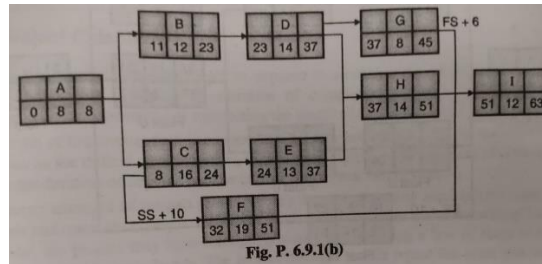 B
11 12 23
D
23 14 37
G
37 8 45
FS + 6
A
0 8 8
H
37 14 51
I
51 12 63
C
8 16 24
E
24 13 37
SS + 10
F
32 19 51
Fig. P. 6.9.1(b)